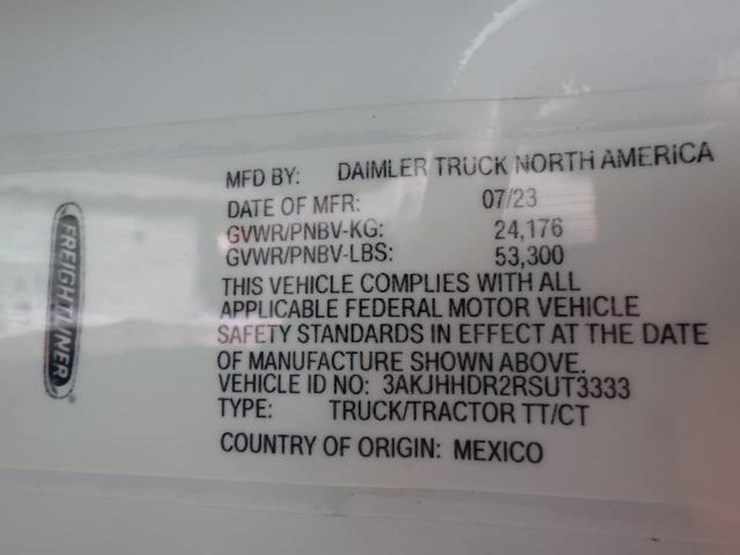 MFD BY: DAIMLER TRUCK NORTH AMERICA
DATE OF MFR: 07/23
GVWR/PNBV-KG: 24,176
GVWR/PNBV-LBS: 53,300
THIS VEHICLE COMPLIES WITH ALL
APPLICABLE FEDERAL MOTOR VEHICLE
SAFETY STANDARDS IN EFFECT AT THE DATE
OF MANUFACTURE SHOWN ABOVE.
VEHICLE ID NO: 3AKJHHDR2RSUT3333
TYPE: TRUCK/TRACTOR TT/CT
COUNTRY OF ORIGIN: MEXICO
FREIGHTLINER®